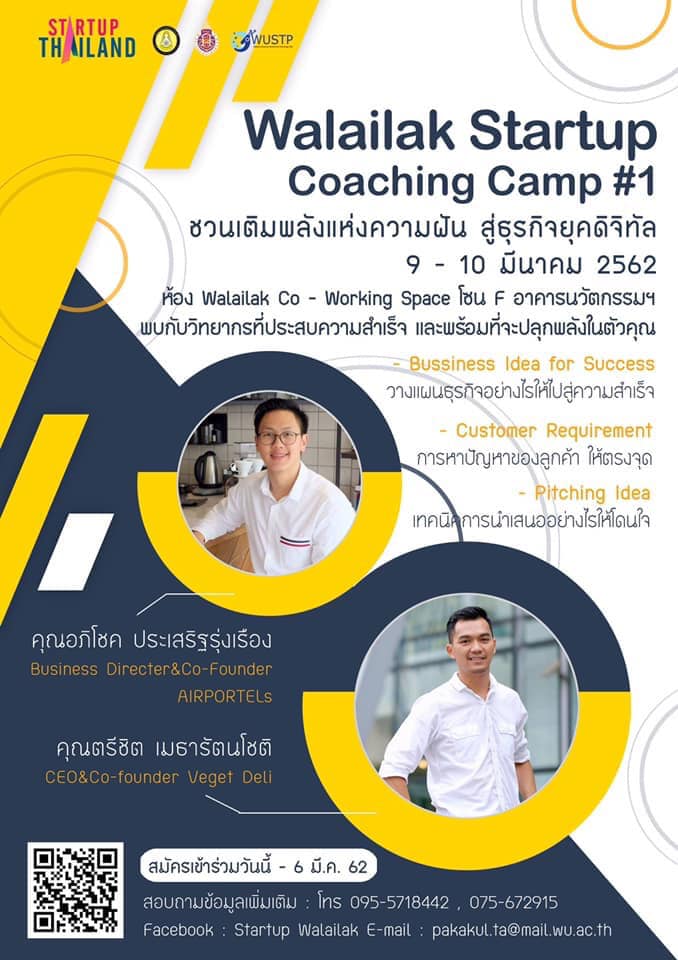 STARTUP
THAILAND
WUSTP
Walailak Startup
Coaching Camp #1
ชวนเติมพลังแห่งความฝัน สู่ธุรกิจยุคดิจิทัล
9 - 10 มีนาคม 2562
ห้อง Walailak Co - Working Space โซน F อาคารนวัตกรรมฯ
พบกับวิทยากรที่ประสบความสำเร็จ และพร้อมที่จะปลุกพลังในตัวคุณ
- Bussiness Idea for Success
วางแผนธุรกิจอย่างไรให้ไปสู่ความสำเร็จ
- Customer Requirement
การหาปัญหาของลูกค้า ให้ตรงจุด
- Pitching Idea
เทคนิคการนำเสนออย่างไรให้โดนใจ
คุณอภิโชค ประเสริฐรุ่งเรือง
Business Directer&Co-Founder
AIRPORTELs
คุณตรีชิต เมธารัตนโชติ
CEO&Co-founder Veget Deli
สมัครเข้าร่วมวันนี้ - 6 มี.ค. 62
สอบถามข้อมูลเพิ่มเติม : โทร 095-5718442 , 075-672915
Facebook : Startup Walailak E-mail : pakakul.ta@mail.wu.ac.th